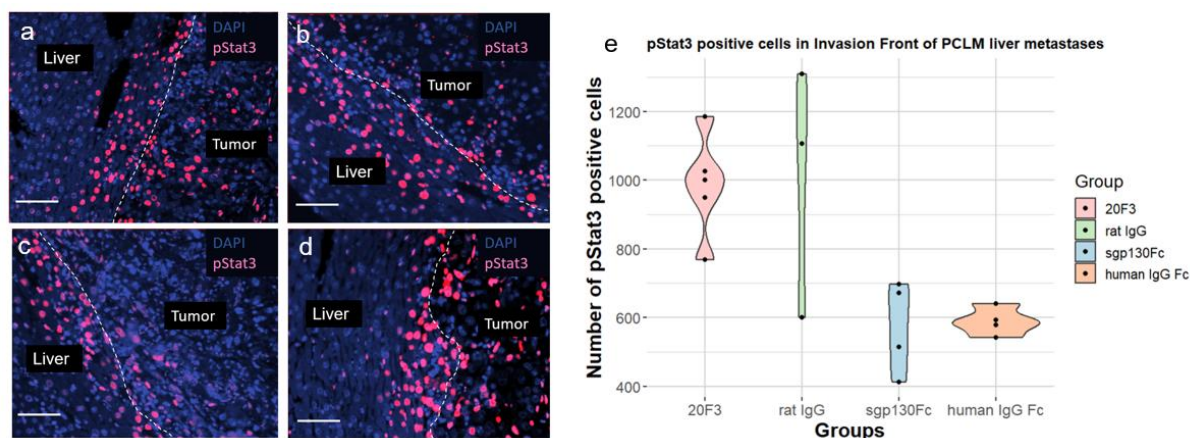 a
DAPI
pStat3
Liver
Tumor
b
DAPI
pStat3
Tumor
Liver
c
DAPI
pStat3
Tumor
Liver
d
DAPI
pStat3
Liver
Tumor
e
pStat3 positive cells in Invasion Front of PCLM liver metastases
Number of pStat3 positive cells
1200
1000
800
600
400
20F3
rat IgG
sgp130Fc
human IgG Fc
Groups
Group
20F3
rat IgG
sgp130Fc
human IgG Fc